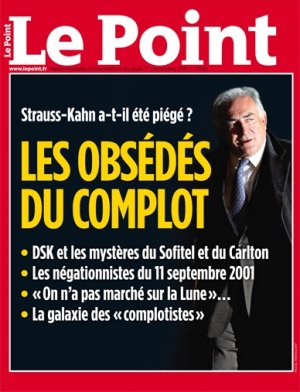 Le Point
Le Point
www.lepoint.fr
Strauss-Kahn a-t-il été piégé ?
LES OBSÉDÉS
DU COMPLOT
• DSK et les mystères du Sofitel et du Carlton
• Les négationnistes du 11 septembre 2001
• « On n'a pas marché sur la Lune »…
• La galaxie des « complotistes »